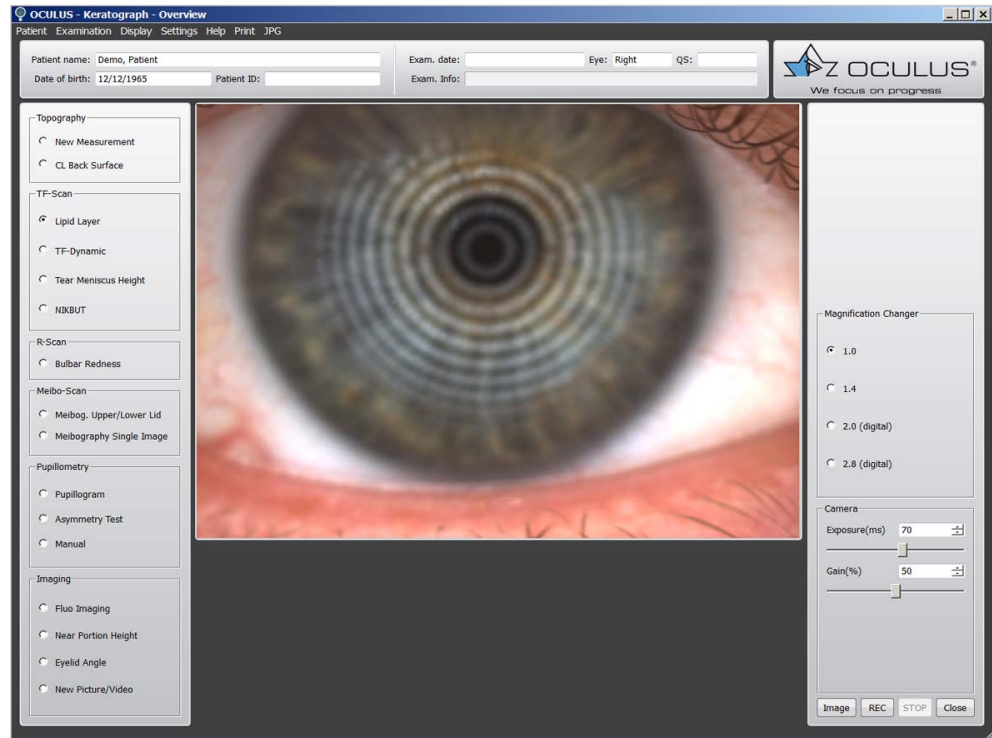 OCULUS - Keratograph - Overview
Patient Examination Display Settings Help Print JPG
Patient name: Demo, Patient
Exam. date:
Eye: Right
QS:
Date of birth: 12/12/1965
Patient ID:
Exam. Info:
OCULUS®
We focus on progress
Topography
New Measurement
CL Back Surface
TF-Scan
Lipid Layer
TF-Dynamic
Tear Meniscus Height
NIKBUT
R-Scan
Bulbar Redness
Meibo-Scan
Meibog. Upper/Lower Lid
Meibography Single Image
Pupillometry
Pupillogram
Asymmetry Test
Manual
Imaging
Fluo Imaging
Near Portion Height
Eyelid Angle
New Picture/Video
Magnification Changer
1.0
1.4
2.0 (digital)
2.8 (digital)
Camera
Exposure(ms) 70
Gain(%) 50
Image REC STOP Close